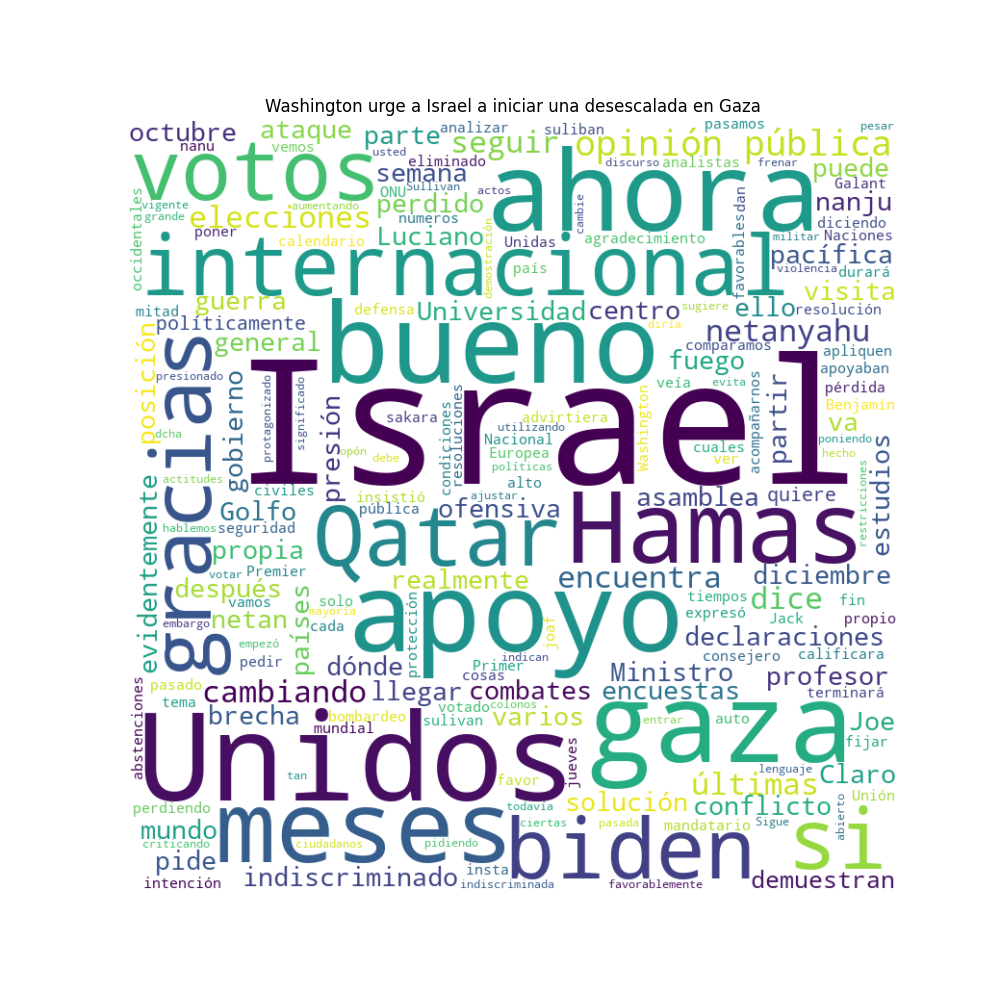 Washington urge a Israel a iniciar una desescalada en Gaza
octubre
ataque
parte
analizar
suliban
pasamos
pesar
nanu
vemos
usted
seguir
opinión pública
votos
semana
eliminado
discurso
analistas
frenar
puede
ONU
Sullivan
actos
ahora
Galant
vigente
aumentando
perdido
cambie
dan
nanju
grande
elecciones
números
diciendo
occidentales
poner
calendario
Luciano
Unidas
agradecimiento
favorables
militar
Naciones
internacional
demostración
país
pacífica
violencia
durará
mitad
guerra
defensa
Universidad
centro
sugiere
ello
resolución
visita
políticamente
bueno
diría
netanyahu
general
comparamos
apliquen
posición
gracias
fuego
apoyaban
presionado
gobierno
protagonizado
significado
Israel
veía
evita
acompañarnos
partir
pérdida
Benjamín
presión
sakara
condiciones
resoluciones
advirtiera
utilizando
Washington
va
dcha
Nacional
cuales
poniendo
opón
debe
Europea
ver
hecho
estudios
evidentemente
actitudes
civiles
políticas
restricciones
insistió
alto
ajustar
asamblea
quiere
Golfo
pública
ofensiva
Qatar
Hamas
hablemos
seguridad
propia
votar
Premier
realmente
encuentra
diciembre
después
vamos
solo
mayoria
tiempos
dice
fin
embargo
netan
países
cada
protección
apoyo
expresó
Jack
propio
empezó
joaf
declaraciones
pedir
dónde
indican
consejero
calificara
Primer
cosas
Ministro
profesor
pasado
cambiando
llegar
combates
encuestas
terminará
abstenciones
tema
brecha
bombardeo
votado
colonos
sulivan
varios
gaza
entrar
auto
Joe
mundial
Unidos
jueves
fijar
tan
favor
lenguaje
Claro
últimas
perdiendo
meses
todavía
solución
conflicto
Unión
mundo
ciertas
pasada
mandatario
Sigue
abierto
si
criticando
ciudadanos
pidiendo
biden
pide
intención
indiscriminado
insta
indiscriminada
favorablemente
demuestran